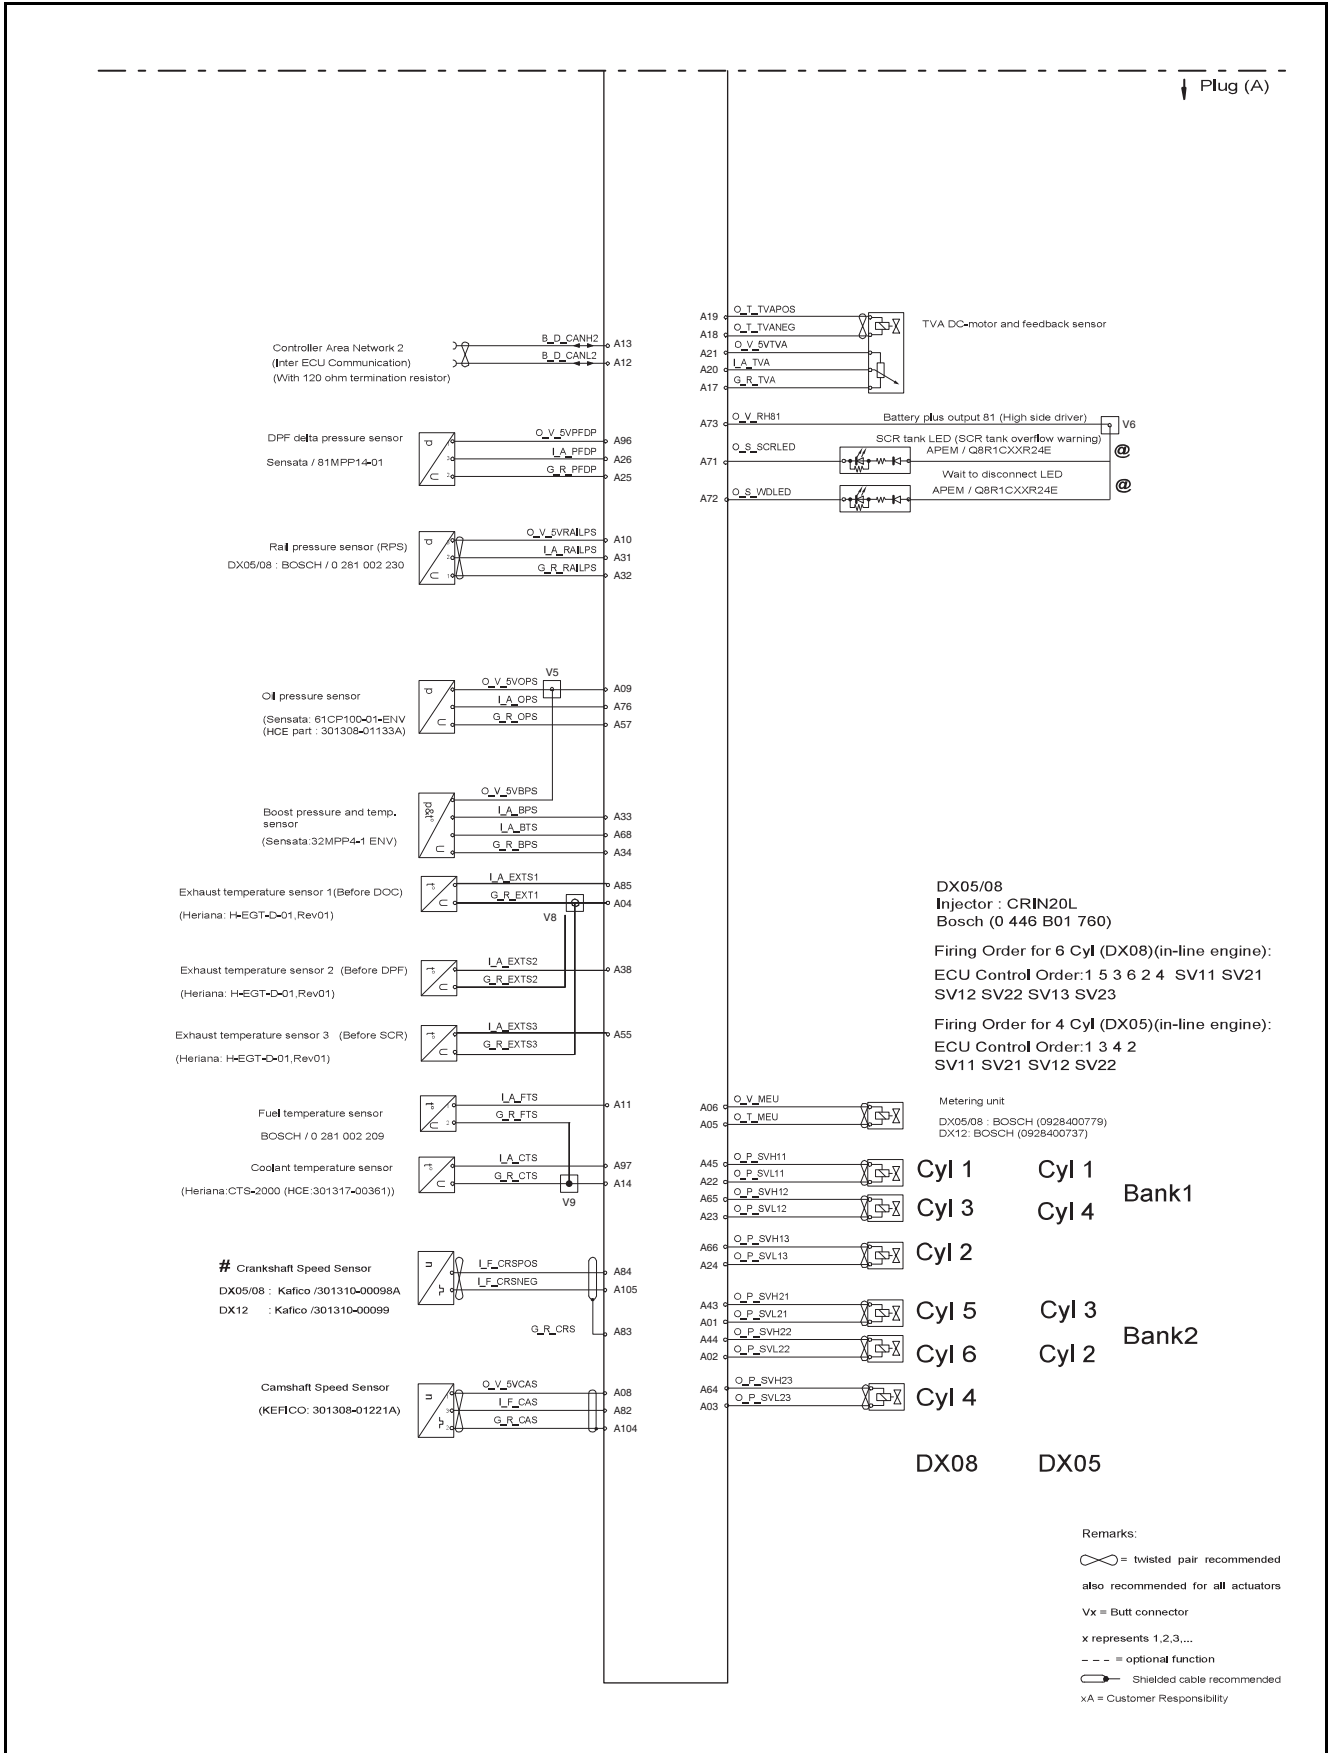 Plug (A)
Controller Area Network 2
(Inter ECU Communication)
(With 120 ohm termination resistor)
B_D_CANH2
A13
B_D_CANL2
A12
DPF delta pressure sensor
Sensata / 81MPP14-01
p
U
O_V_5VPFDP
A96
3
I_A_PFDP
A26
2
G_R_PFDP
A25
Rail pressure sensor (RPS)
DX05/08 : BOSCH / 0 281 002 230
p
U
O_V_5VRAILPS
A10
2
I_A_RAILPS
A31
1
G_R_RAILPS
A32
Oil pressure sensor
(Sensata: 61CP100-01-ENV
(HCE part : 301308-01133A)
p
U
O_V_5VOPS
V5
A09
I_A_OPS
A76
G_R_OPS
A57
Boost pressure and temp.
sensor
(Sensata:32MPP4-1 ENV)
p&t°
U
O_V_5VBPS
I_A_BPS
A33
I_A_BTS
A68
G_R_BPS
A34
Exhaust temperature sensor 1(Before DOC)
(Heriana: H-EGT-D-01,Rev01)
t°
U
I_A_EXTS1
A85
G_R_EXT1
A04
V8
Exhaust temperature sensor 2 (Before DPF)
(Heriana: H-EGT-D-01,Rev01)
t°
U
I_A_EXTS2
A38
G_R_EXTS2
Exhaust temperature sensor 3 (Before SCR)
(Heriana: H-EGT-D-01,Rev01)
t°
U
I_A_EXTS3
A55
G_R_EXTS3
Fuel temperature sensor
BOSCH / 0 281 002 209
t°
U
I_A_FTS
A11
2
G_R_FTS
Coolant temperature sensor
(Heriana:CTS-2000 (HCE:301317-00361))
t°
U
I_A_CTS
A97
G_R_CTS
A14
V9
# Crankshaft Speed Sensor
DX05/08 : Kafico /301310-00098A
DX12 : Kafico /301310-00099
n
I_F_CRSPOS
A84
I_F_CRSNEG
A105
G_R_CRS
A83
Camshaft Speed Sensor
(KEFICO: 301308-01221A)
n
O_V_5VCAS
A08
3
I_F_CAS
A82
2
G_R_CAS
A104
A19
O_T_TVAPOS
A18
O_T_TVANEG
A21
O_V_5VTVA
A20
I_A_TVA
A17
G_R_TVA
TVA DC-motor and feedback sensor
A73
O_V_RH81
Battery plus output 81 (High side driver)
V6
A71
O_S_SCRLED
SCR tank LED (SCR tank overflow warning)
APEM / Q8R1CXXR24E
@
Wait to disconnect LED
A72
O_S_WDLED
APEM / Q8R1CXXR24E
@
DX05/08
Injector : CRIN20L
Bosch (0 446 B01 760)
Firing Order for 6 Cyl (DX08)(in-line engine):
ECU Control Order:1 5 3 6 2 4 SV11 SV21
SV12 SV22 SV13 SV23
Firing Order for 4 Cyl (DX05)(in-line engine):
ECU Control Order:1 3 4 2
SV11 SV21 SV12 SV22
A06
O_V_MEU
A05
O_T_MEU
Metering unit
DX05/08 : BOSCH (0928400779)
DX12: BOSCH (0928400737)
A45
O_P_SVH11
A22
O_P_SVL11
Cyl 1
Cyl 1
A65
O_P_SVH12
A23
O_P_SVL12
Cyl 3
Cyl 4
Bank1
A66
O_P_SVH13
A24
O_P_SVL13
Cyl 2
A43
O_P_SVH21
A01
O_P_SVL21
Cyl 5
Cyl 3
A44
O_P_SVH22
A02
O_P_SVL22
Cyl 6
Cyl 2
Bank2
A64
O_P_SVH23
A03
O_P_SVL23
Cyl 4
DX08
DX05
Remarks:
= twisted pair recommended
also recommended for all actuators
Vx = Butt connector
x represents 1,2,3,...
= optional function
Shielded cable recommended
xA = Customer Responsibility